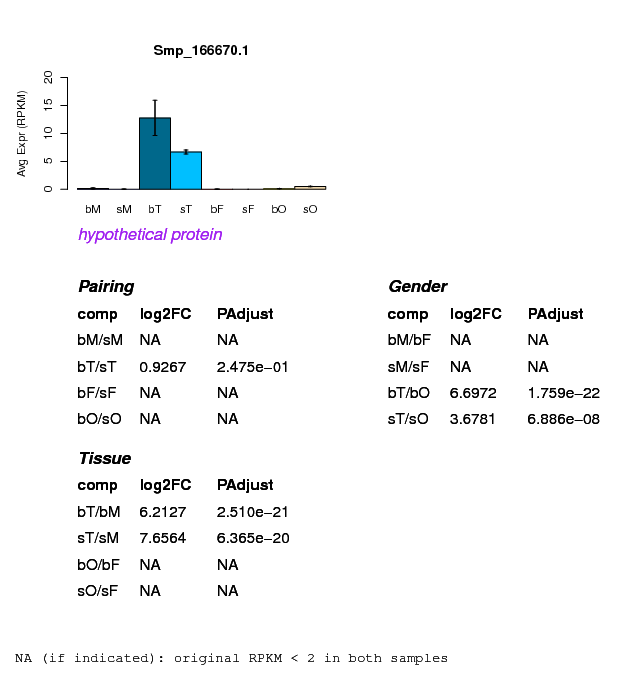 Smp_166670.1
Avg Expr (RPKM)
20
15
10
5
0
bM sM bT sT bF sF bO sO
hypothetical protein
Pairing
comp log2FC PAdjust
bM/sM NA NA
bT/sT 0.9267 2.475e−01
bF/sF NA NA
bO/sO NA NA
Gender
comp log2FC PAdjust
bM/bF NA NA
sM/sF NA NA
bT/bO 6.6972 1.759e−22
sT/sO 3.6781 6.886e−08
Tissue
comp log2FC PAdjust
bT/bM 6.2127 2.510e−21
sT/sM 7.6564 6.365e−20
bO/bF NA NA
sO/sF NA NA
NA (if indicated): original RPKM < 2 in both samples